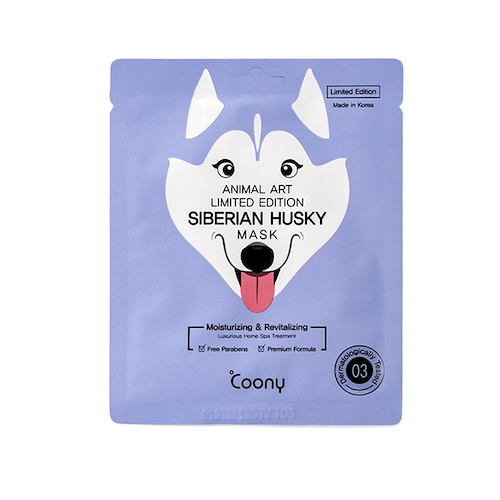 Limited Edition
Made in Korea
ANIMAL ART
LIMITED EDITION
SIBERIAN HUSKY
MASK
Moisturizing & Revitalizing
Luxurious Home Spa Treatment
Free Parabens Premium Formula
Dermatologically Tested
03
Coony